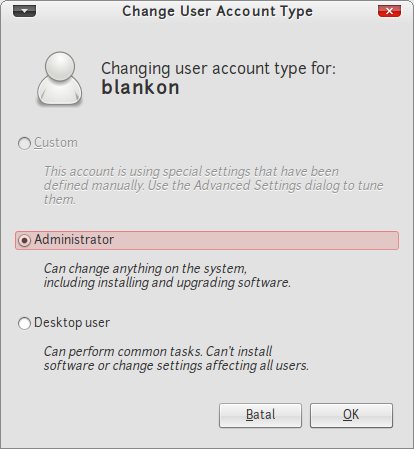 Change User Account Type
Changing user account type for:
blankon
Custom
This account is using special settings that have been
defined manually. Use the Advanced Settings dialog to tune
them.
Administrator
Can change anything on the system,
including installing and upgrading software.
Desktop user
Can perform common tasks. Can't install
software or change settings affecting all users.
Batal
OK